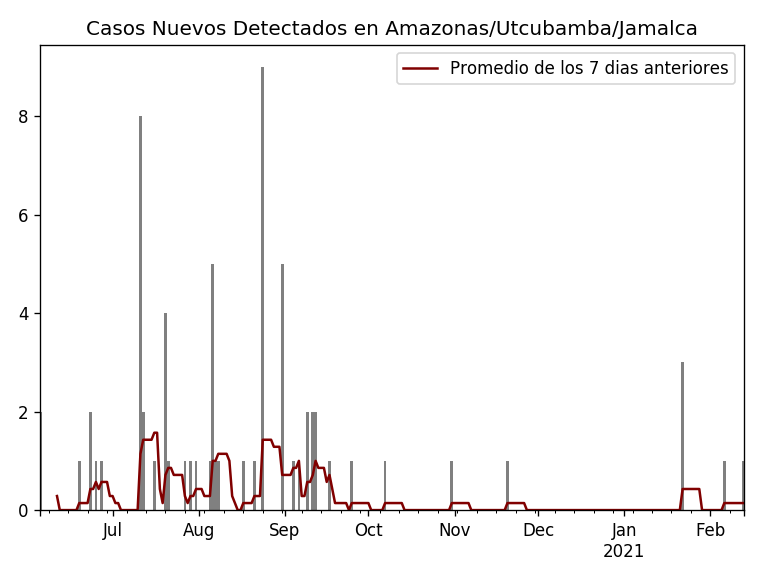 Casos Nuevos Detectados en Amazonas/Utcubamba/Jamalca
Promedio de los 7 dias anteriores
8
6
4
2
0
Jul Aug Sep Oct Nov Dec Jan Feb
2021